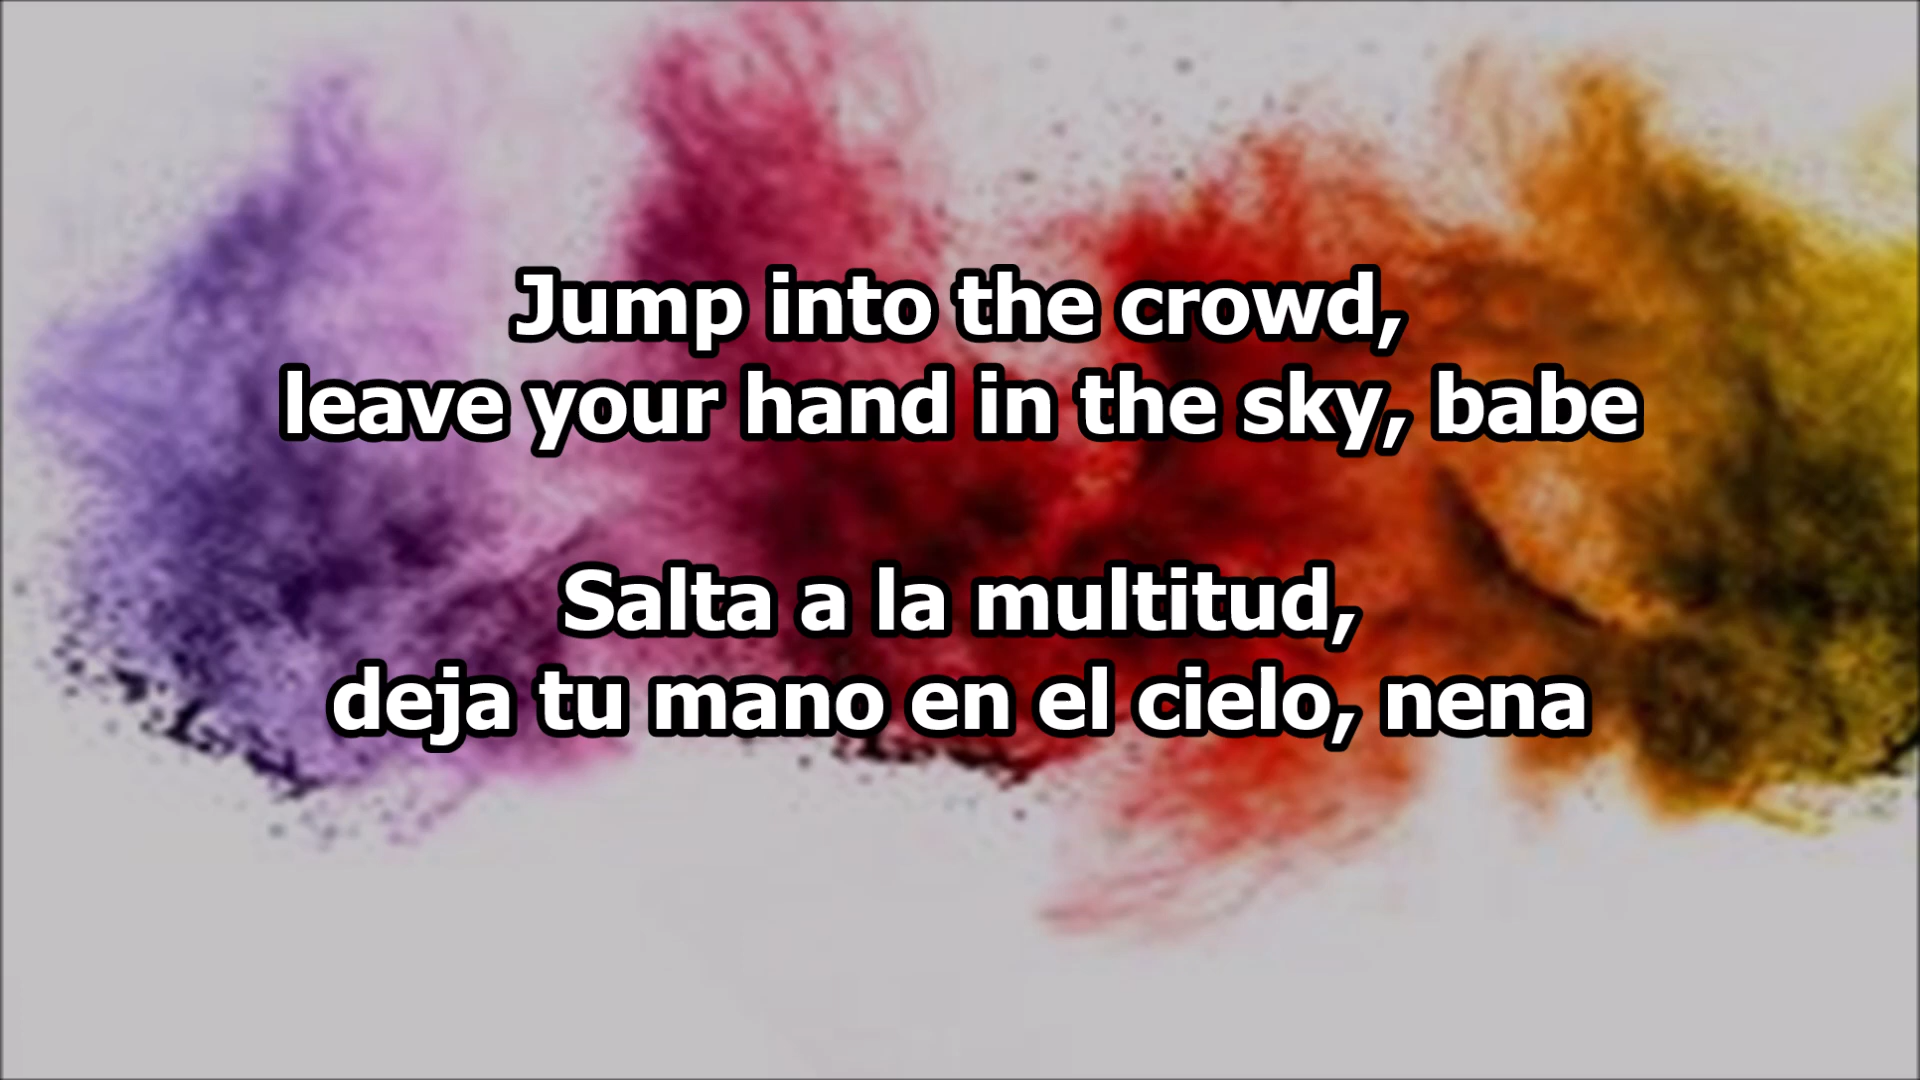 Jump into the crowd,
leave your hand in the sky, babe
Salta a la multitud,
deja tu mano en el cielo, nena